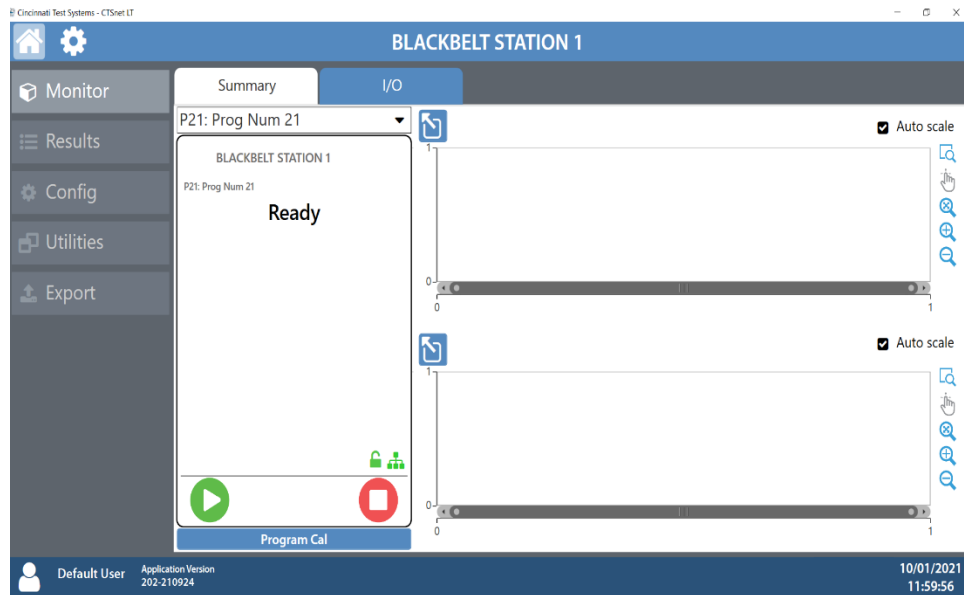 Cincinnati Test Systems - CTSnet LT
BLACKBELT STATION 1
Monitor
Results
Config
Utilities
Export
Summary
I/O
P21: Prog Num 21
BLACKBELT STATION 1
P21: Prog Num 21
Ready
Program Cal
Auto scale
1
0
0
1
Auto scale
1
0
0
1
Default User
Application Version
202-210924
10/01/2021
11:59:56